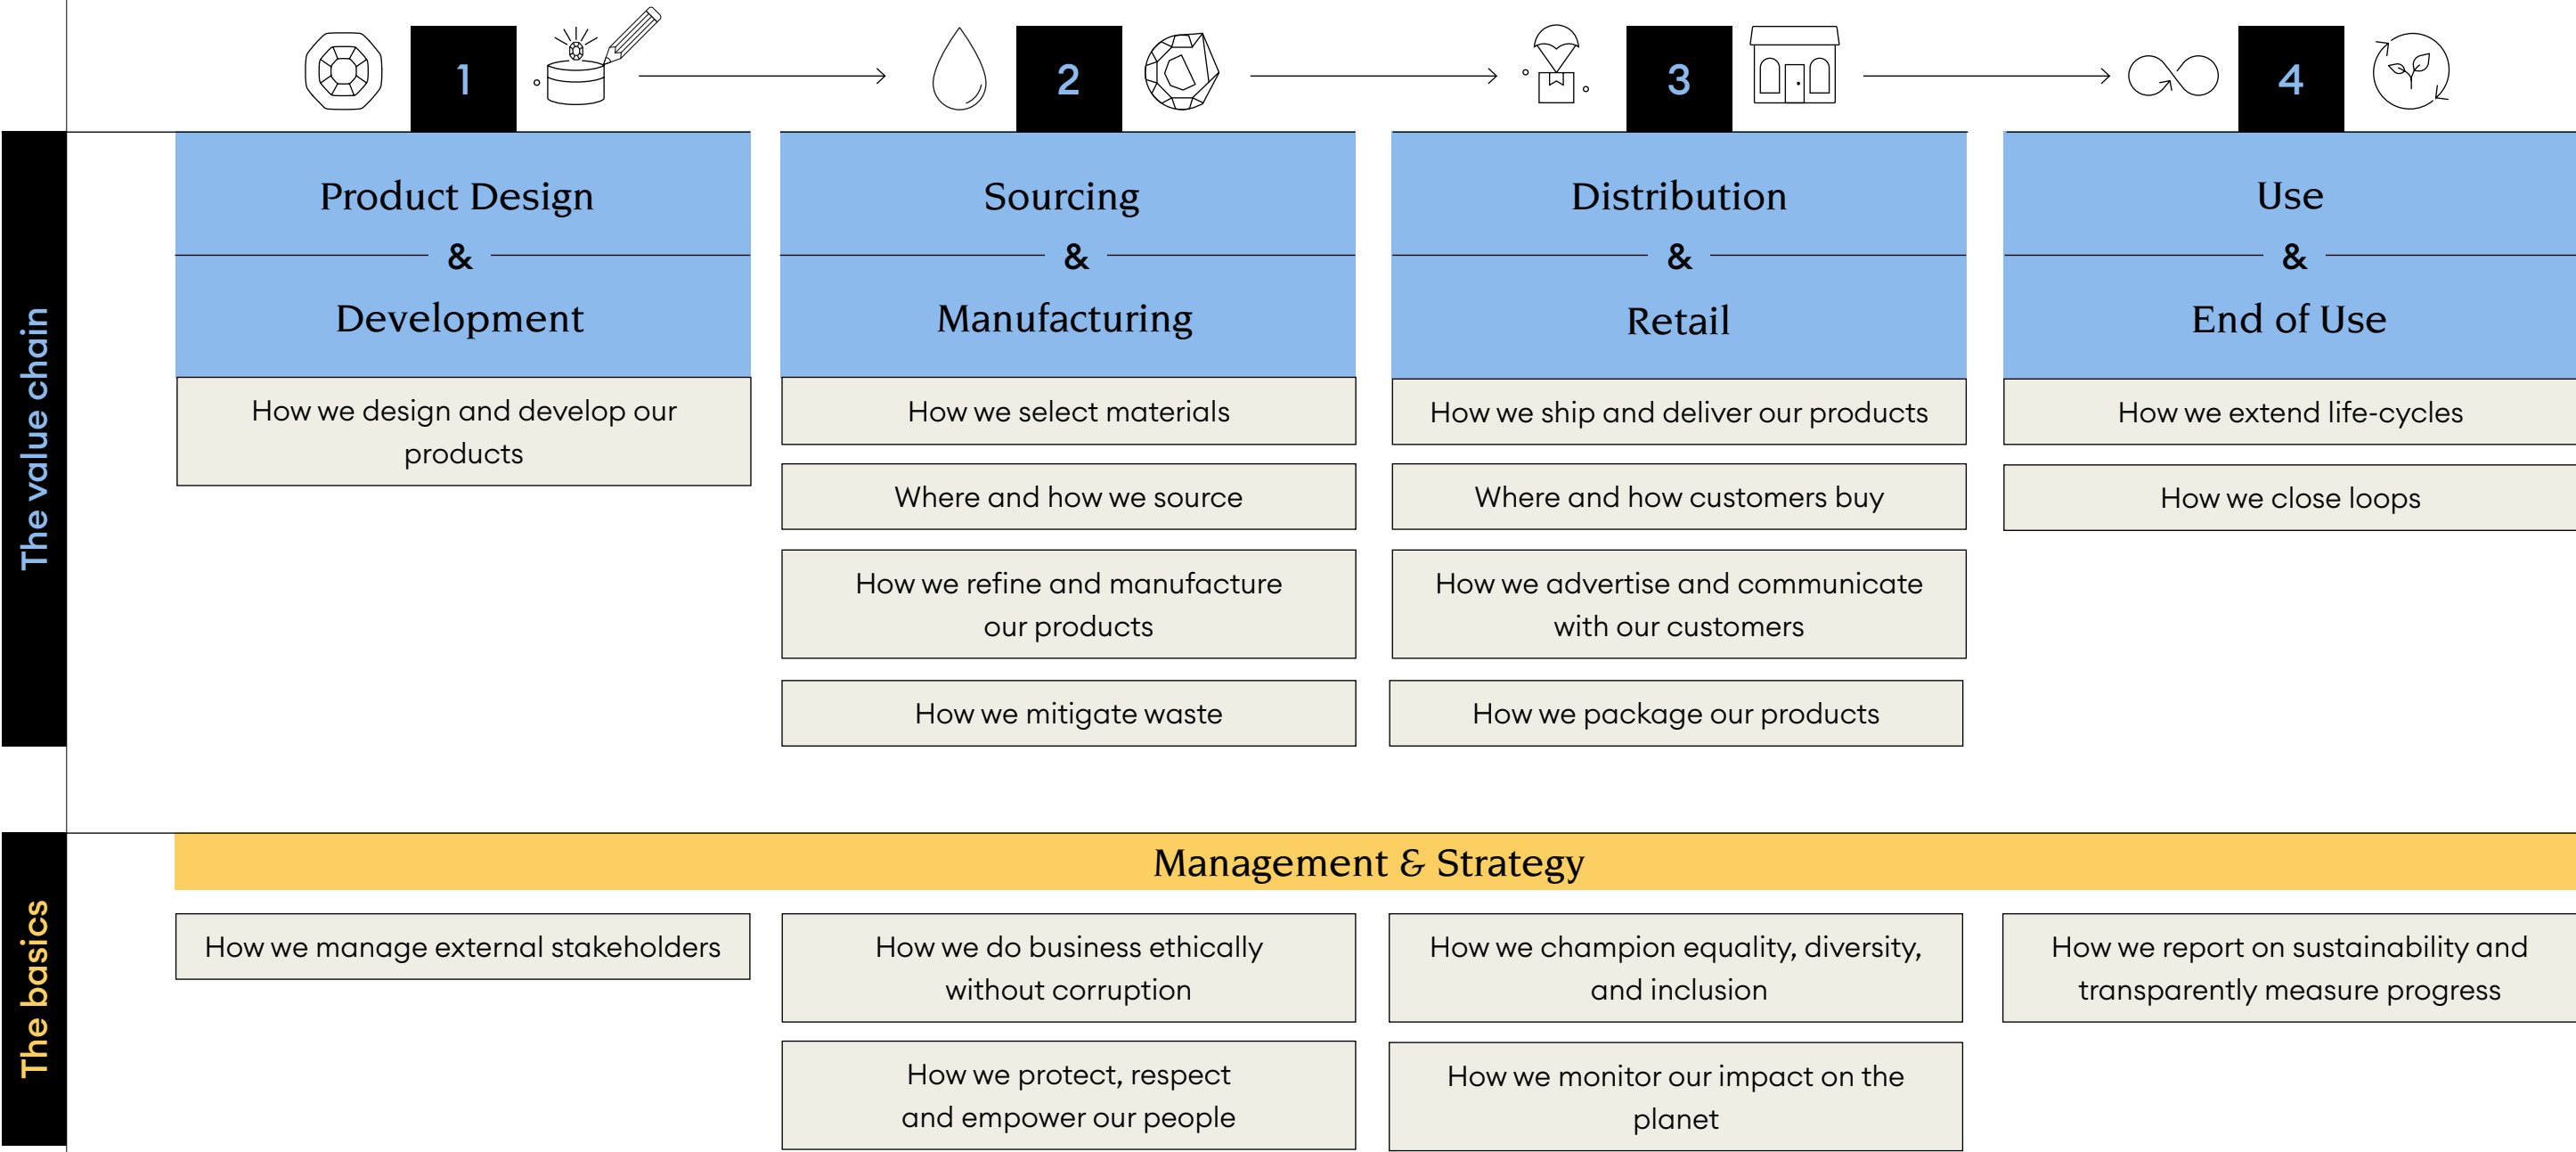 1
2
3
4
The value chain
Product Design
&
Development
How we design and develop our
products
Sourcing
&
Manufacturing
How we select materials
Where and how we source
How we refine and manufacture
our products
How we mitigate waste
Distribution
&
Retail
How we ship and deliver our products
Where and how customers buy
How we advertise and communicate
with our customers
How we package our products
Use
&
End of Use
How we extend life-cycles
How we close loops
The basics
Management & Strategy
How we manage external stakeholders
How we do business ethically
without corruption
How we protect, respect
and empower our people
How we champion equality, diversity,
and inclusion
How we monitor our impact on the
planet
How we report on sustainability and
transparently measure progress